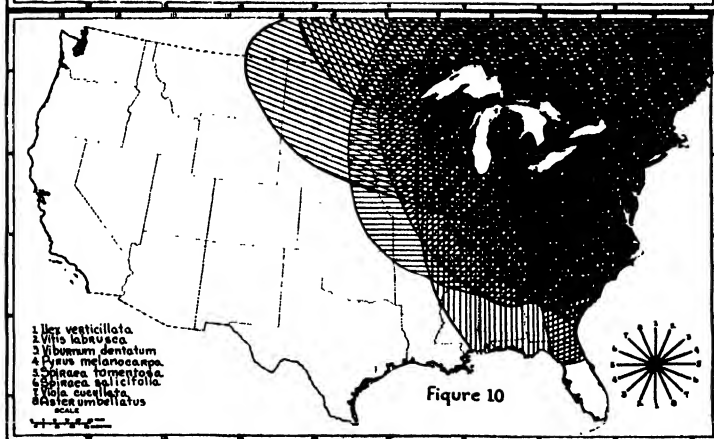 1 Ilex verticillata
2 Vitis labrusca
3 Viburnum dentatum
4 Pyrus melanocarpa
5 Spiraea tomentosa
6 Spiraea salicifolia
7 Viola cucullata
8 Aster umbellatus
SCALE
Figure 10